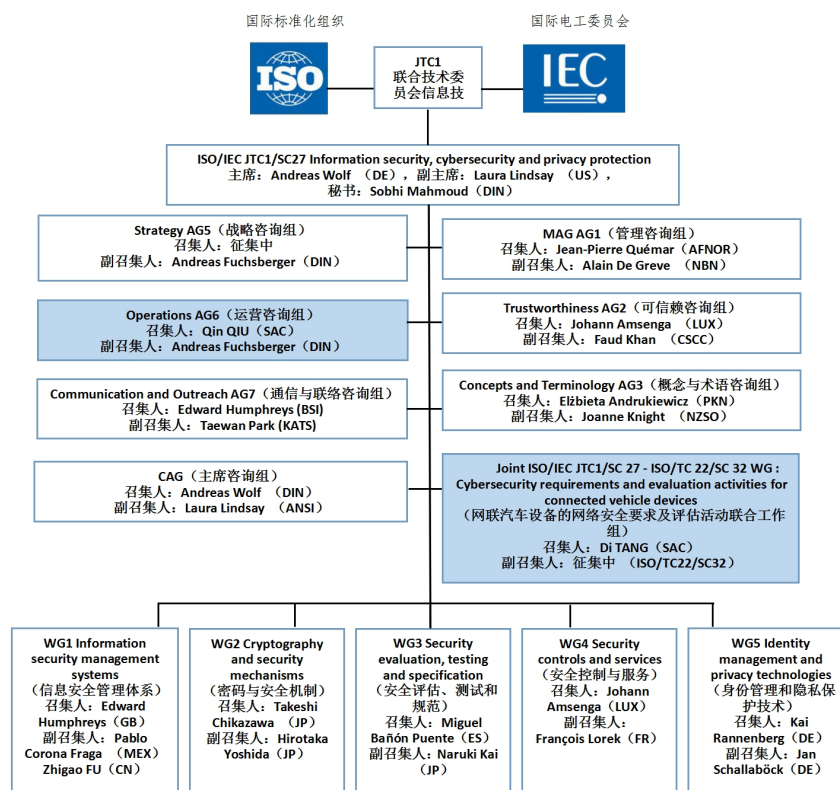 国际标准化组织
国际电工委员会
ISO
JTC1
联合技术委
员会信息技
IEC
ISO/IEC JTC1/SC27 Information security, cybersecurity and privacy protection
主席：Andreas Wolf （DE），副主席：Laura Lindsay （US），
秘书：Sobhi Mahmoud（DIN）
Strategy AG5（战略咨询组）
召集人：征集中
副召集人：Andreas Fuchsberger（DIN）
MAG AG1（管理咨询组）
召集人：Jean-Pierre Quémar（AFNOR）
副召集人：Alain De Greve （NBN）
Operations AG6（运营咨询组）
召集人：Qin QIU（SAC）
副召集人：Andreas Fuchsberger（DIN）
Trustworthiness AG2（可信赖咨询组）
召集人：Johann Amsenga （LUX）
副召集人：Faud Khan （CSCC）
Communication and Outreach AG7（通信与联络咨询组）
召集人：Edward Humphreys (BSI)
副召集人：Taewan Park (KATS)
Concepts and Terminology AG3（概念与术语咨询组）
召集人：Elżbieta Andrukiewicz（PKN）
副召集人：Joanne Knight（NZSO）
CAG（主席咨询组）
召集人：Andreas Wolf （DIN）
副召集人：Laura Lindsay （ANSI）
Joint ISO/IEC JTC1/SC 27 - ISO/TC 22/SC 32 WG :
Cybersecurity requirements and evaluation activities for
connected vehicle devices
（网联汽车设备的网络安全要求及评估活动联合工作
组）
召集人：Di TANG（SAC）
副召集人：征集中 （ISO/TC22/SC32）
WG1 Information
security management
systems
（信息安全管理体系）
召集人：Edward
Humphreys（GB）
副召集人：Pablo
Corona Fraga （MEX）
Zhigao FU（CN）
WG2 Cryptography
and security
mechanisms
（密码与安全机制）
召集人：Takeshi
Chikazawa （JP）
副召集人：Hirotaka
Yoshida（JP）
WG3 Security
evaluation, testing
and specification
（安全评估、测试和
规范）
召集人：Miguel
Bañón Puente（ES）
副召集人：Naruki Kai
（JP）
WG4 Security
controls and services
（安全控制与服务）
召集人：Johann
Amsenga（LUX）
副召集人：
François Lorek（FR）
WG5 Identity
management and
privacy technologies
（身份管理和隐私保
护技术）
召集人：Kai
Rannenberg（DE）
副召集人：Jan
Schallaböck（DE）